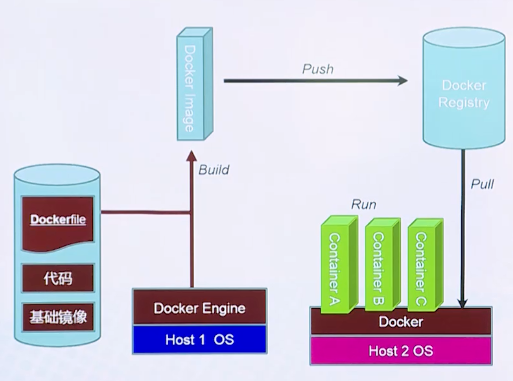 Docker Image
Push
Docker
Registry
Build
Pull
Dockerfile
代码
基础镜像
Run
Container A
Container B
Container C
Docker Engine
Host 1 OS
Docker
Host 2 OS